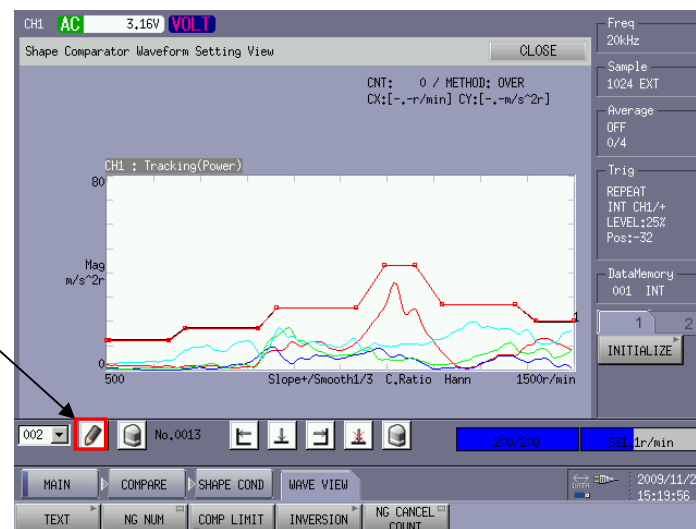 CH1 AC 3.16V VOLT
Shape Comparator Waveform Setting View CLOSE
CNT: 0 / METHOD: OVER
CX:[-.-r/min] CY:[-.-m/s^2r]
CH1 : Tracking(Power)
80
Mag
m/s^2r
0
1
500 Slope+/Smooth1/3 C.Ratio Hann 1500r/min
Freq
20kHz
Sample
1024 EXT
Average
OFF
0/4
Trig
REPEAT
INT CH1/+
LEVEL:25%
Pos:-32
DataMemory
001 INT
1 2
INITIALIZE
002 No.0013 200/200 931.1r/min
MAIN COMPARE SHAPE COND WAVE VIEW DATA 2009/11/2
15:19:56
TEXT NG NUM COMP LIMIT INVERSION NG CANCEL
COUNT